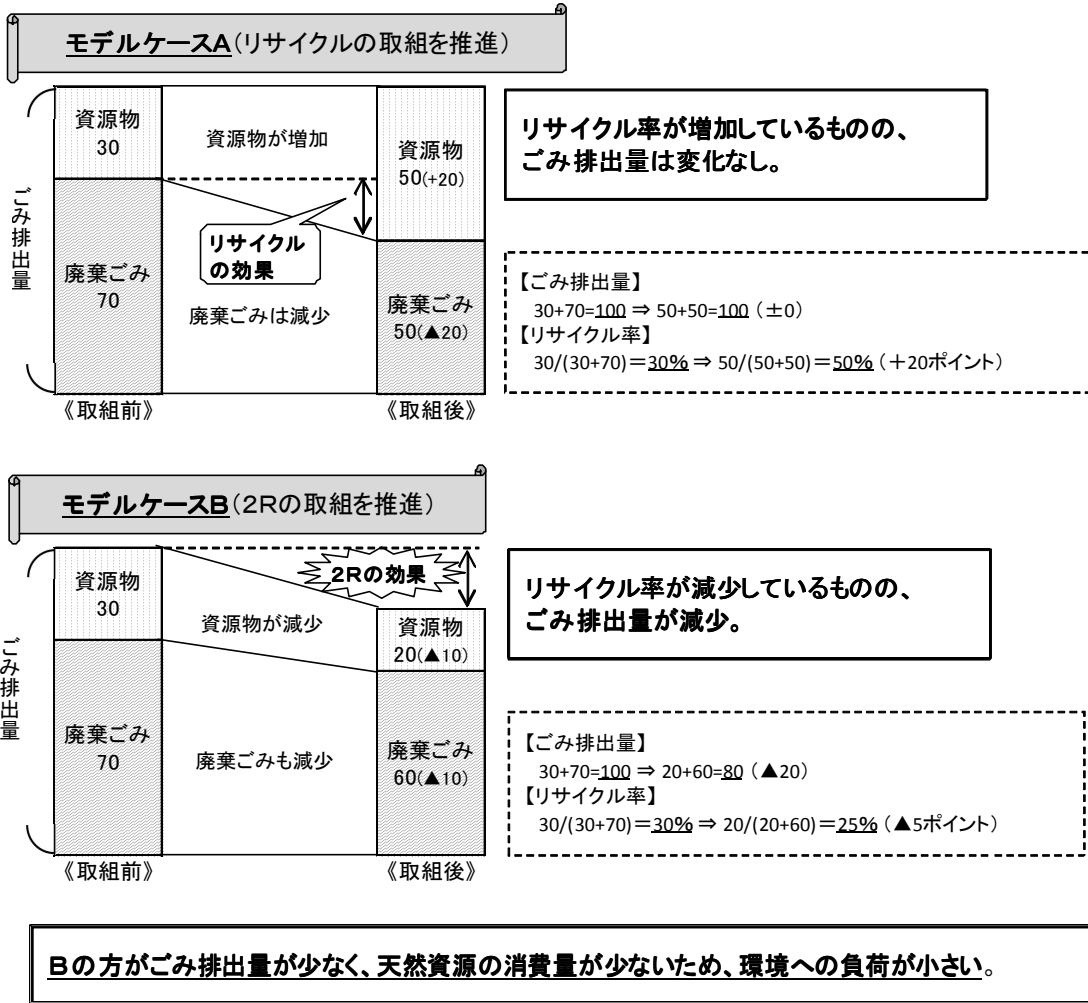 モデルケースA(リサイクルの取組を推進)
ごみ排出量
資源物
30
資源物が増加
資源物
50(+20)
リサイクル
の効果
廃棄ごみ
70
廃棄ごみは減少
廃棄ごみ
50(▲20)
《取組前》
《取組後》
リサイクル率が増加しているものの、
ごみ排出量は変化なし。
【ごみ排出量】
30+70=100 ⇒ 50+50=100 (±0)
【リサイクル率】
30/(30+70)=30% ⇒ 50/(50+50)=50% (+20ポイント)
モデルケースB(2Rの取組を推進)
ごみ排出量
資源物
30
2Rの効果
資源物が減少
資源物
20(▲10)
廃棄ごみ
70
廃棄ごみも減少
廃棄ごみ
60(▲10)
《取組前》
《取組後》
リサイクル率が減少しているものの、
ごみ排出量が減少。
【ごみ排出量】
30+70=100 ⇒ 20+60=80 (▲20)
【リサイクル率】
30/(30+70)=30% ⇒ 20/(20+60)=25% (▲5ポイント)
Bの方がごみ排出量が少なく、天然資源の消費量が少ないため、環境への負荷が小さい。